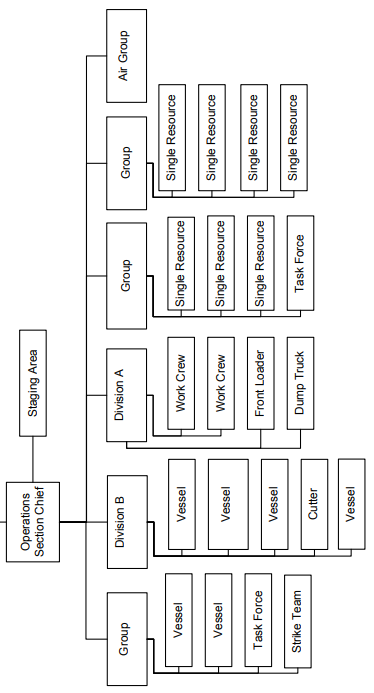 Operations
Section Chief
Staging Area
Group
Vessel
Vessel
Task Force
Strike Team
Division B
Vessel
Vessel
Vessel
Cutter
Vessel
Division A
Work Crew
Work Crew
Front Loader
Dump Truck
Group
Single Resource
Single Resource
Single Resource
Task Force
Group
Single Resource
Single Resource
Single Resource
Single Resource
Air Group